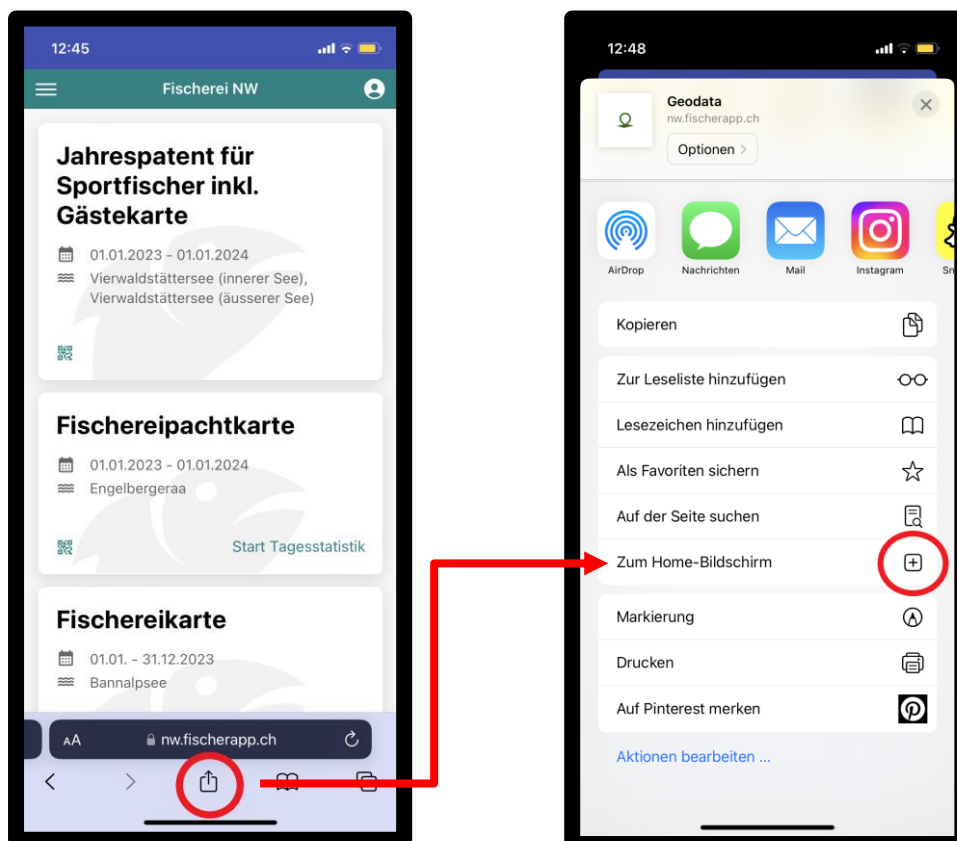 12:45
Fischerei NW
Jahrespatent für
Sportfischer inkl.
Gästekarte
01.01.2023 - 01.01.2024
Vierwaldstättersee (innerer See),
Vierwaldstättersee (äusserer See)
Fischereipachtkarte
01.01.2023 - 01.01.2024
Engelbergeraa
Start Tagesstatistik
Fischereikarte
01.01. - 31.12.2023
Bannalpsee
AA nw.fischerapp.ch
12:48
Geodata
nw.fischerapp.ch
Optionen >
AirDrop Nachrichten Mail Instagram Sn
Kopieren
Zur Leseliste hinzufügen
Lesezeichen hinzufügen
Als Favoriten sichern
Auf der Seite suchen
Zum Home-Bildschirm
Markierung
Drucken
Auf Pinterest merken
Aktionen bearbeiten ...